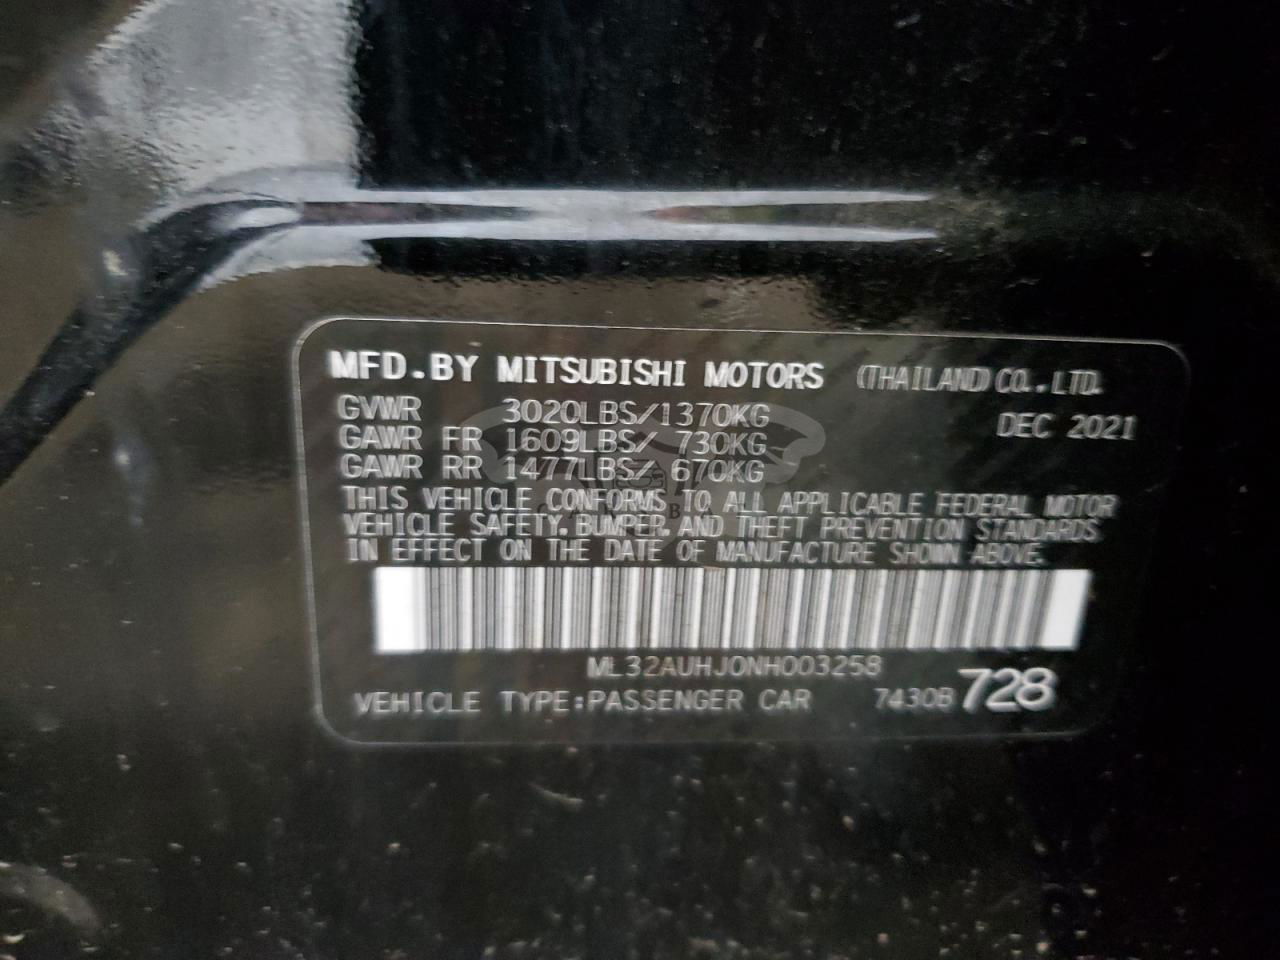 MFD. BY MITSUBISHI MOTORS (THAILAND) CO., LTD.
GVWR 3020LBS/1370KG DEC 2021
GAWR FR 1609LBS/ 730KG
GAWR RR 1477LBS/ 670KG
THIS VEHICLE CONFORMS TO ALL APPLICABLE FEDERAL MOTOR
VEHICLE SAFETY, BUMPER, AND THEFT PREVENTION STANDARDS
IN EFFECT ON THE DATE OF MANUFACTURE SHOWN ABOVE.
ML32AUHJ0NH003258
VEHICLE TYPE:PASSENGER CAR 7430B 728